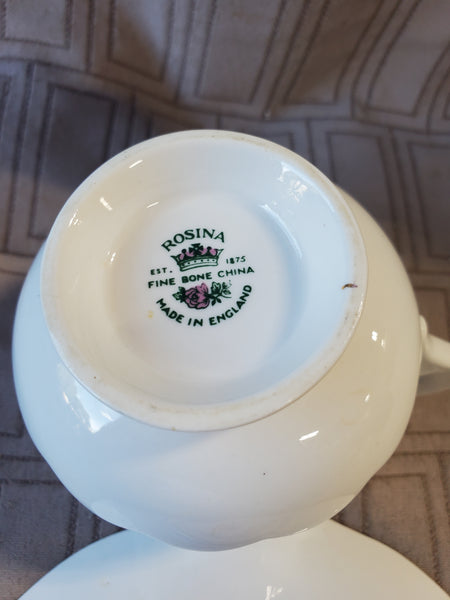 ROSINA
EST. 1875
FINE BONE CHINA
MADE IN ENGLAND